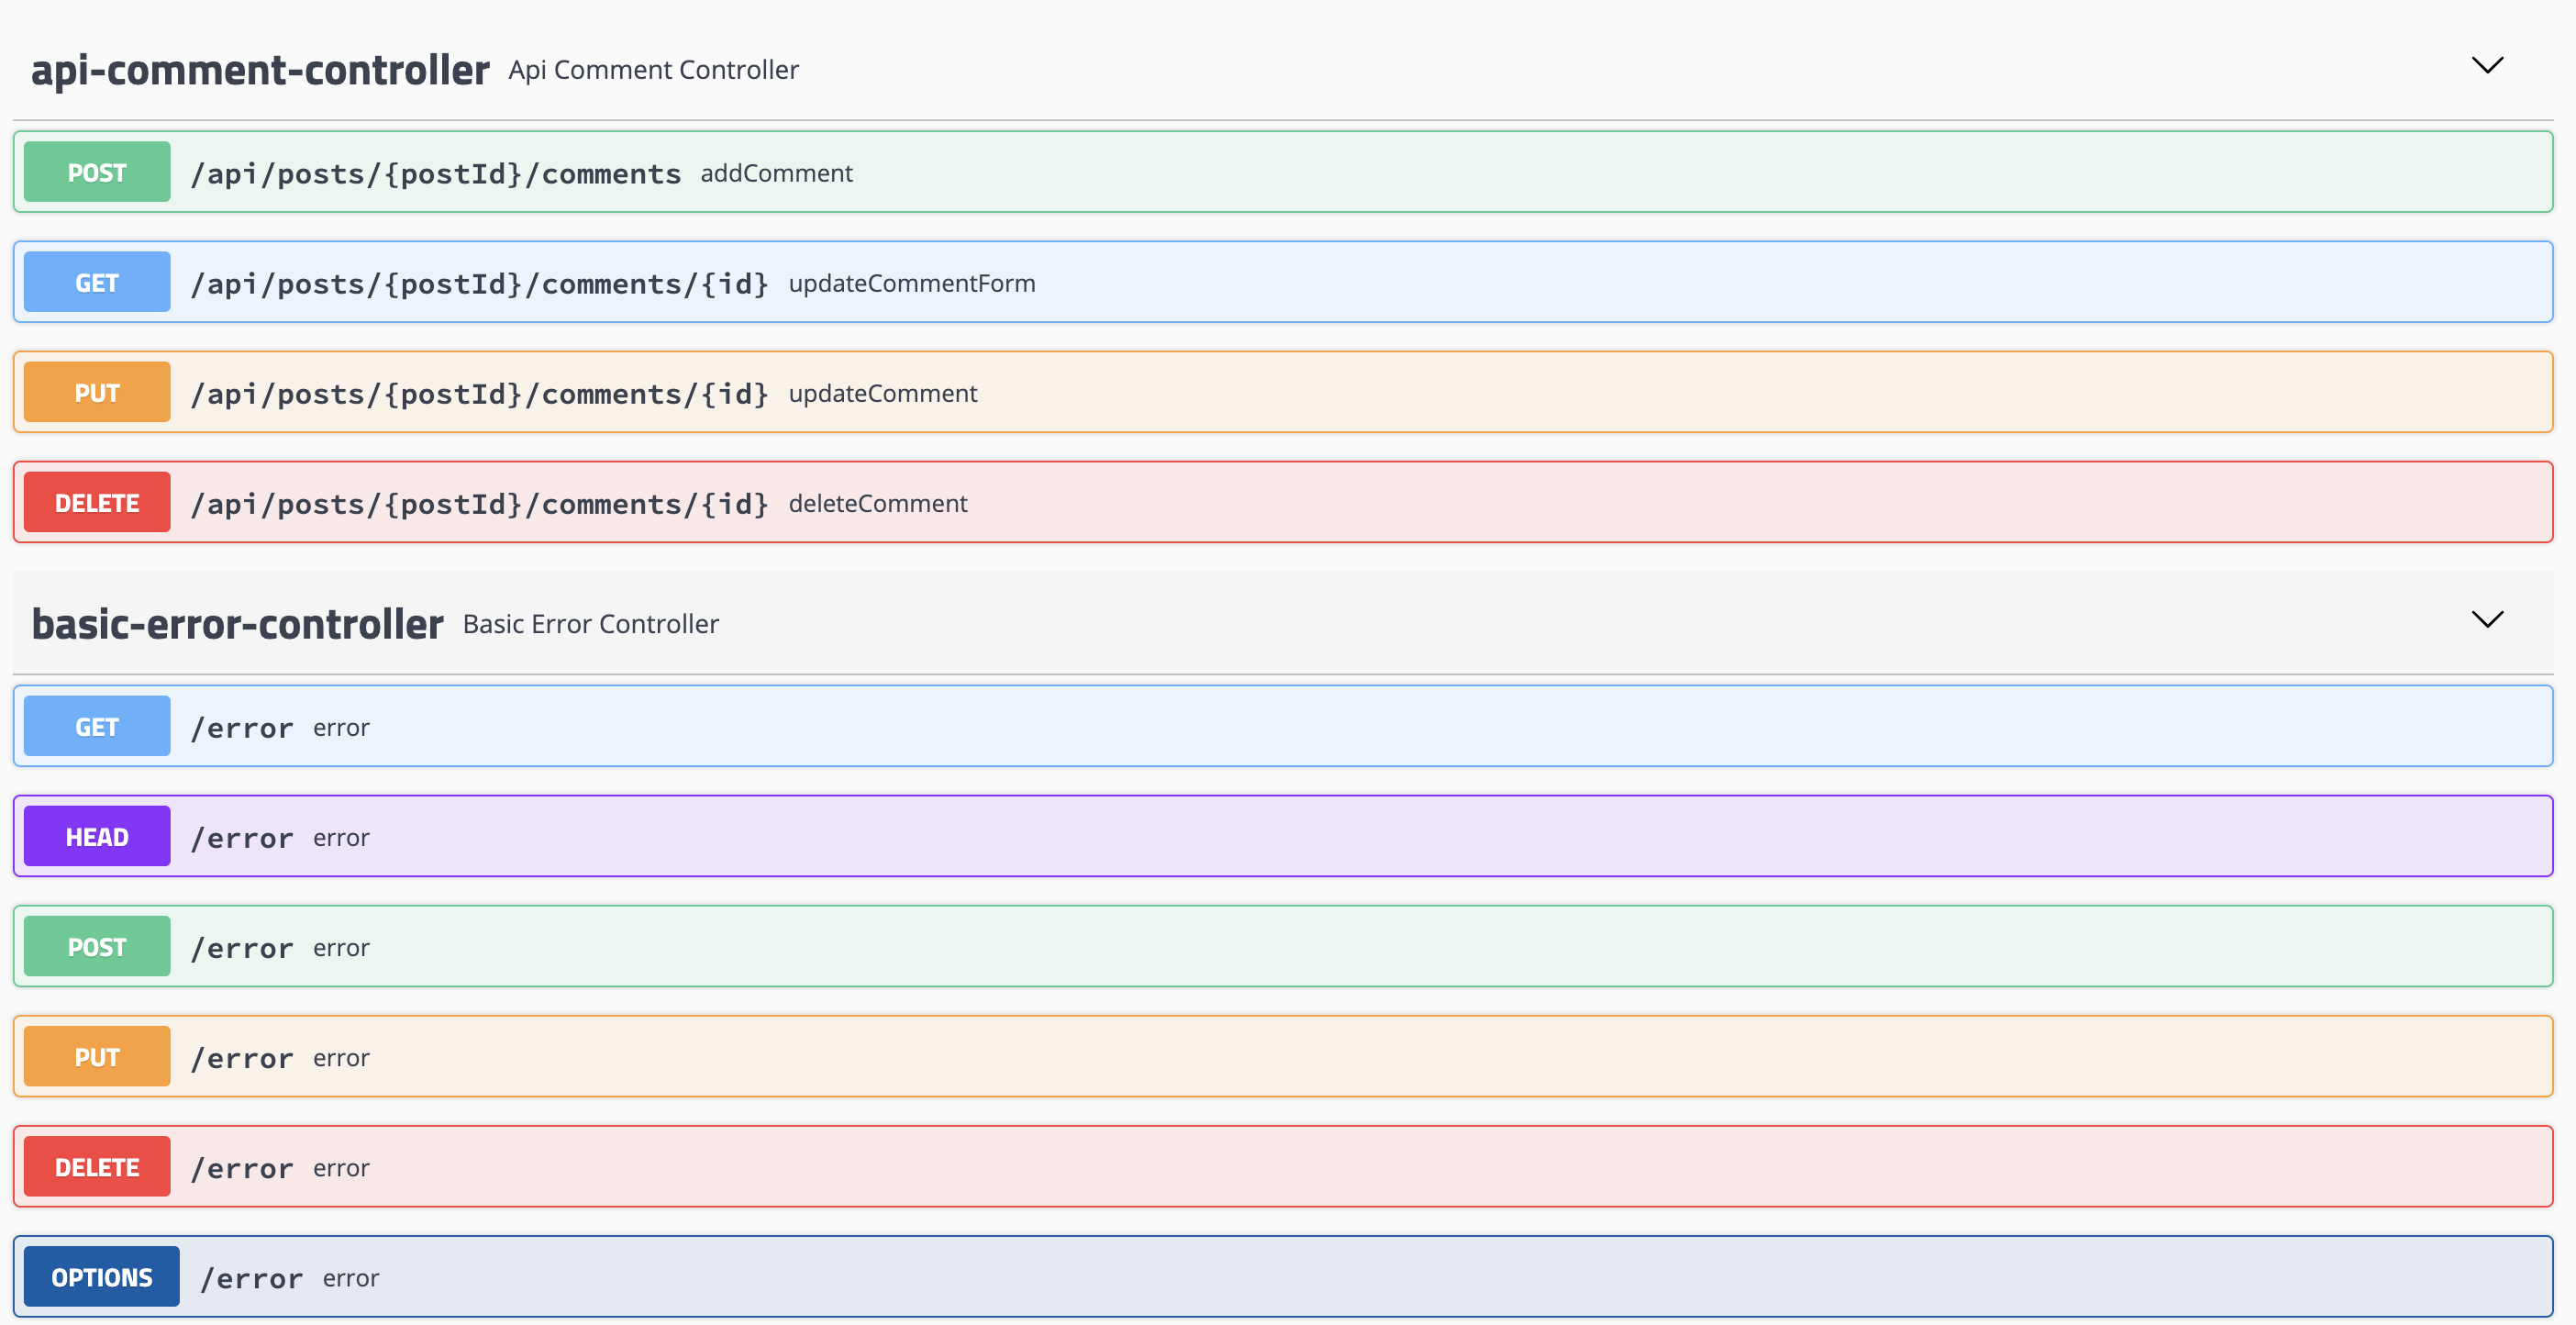 api-comment-controller Api Comment Controller
POST /api/posts/{postId}/comments addComment
GET /api/posts/{postId}/comments/{id} updateCommentForm
PUT /api/posts/{postId}/comments/{id} updateComment
DELETE /api/posts/{postId}/comments/{id} deleteComment
basic-error-controller Basic Error Controller
GET /error error
HEAD /error error
POST /error error
PUT /error error
DELETE /error error
OPTIONS /error error